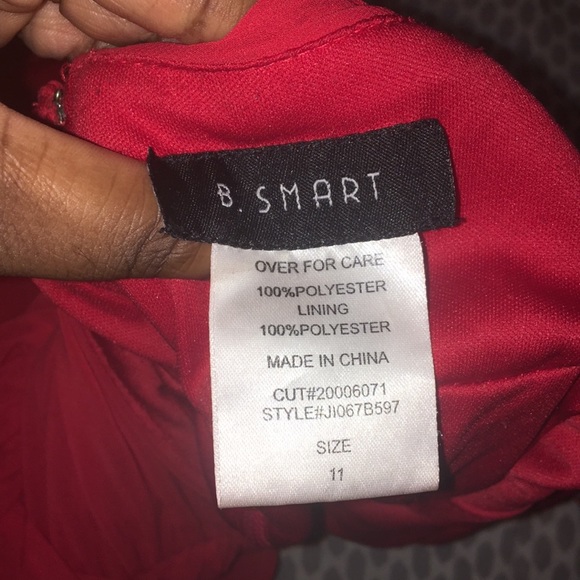 B. SMART
OVER FOR CARE
100%POLYESTER
LINING
100%POLYESTER
MADE IN CHINA
CUT#20006071
STYLE#JI067B597
SIZE
11